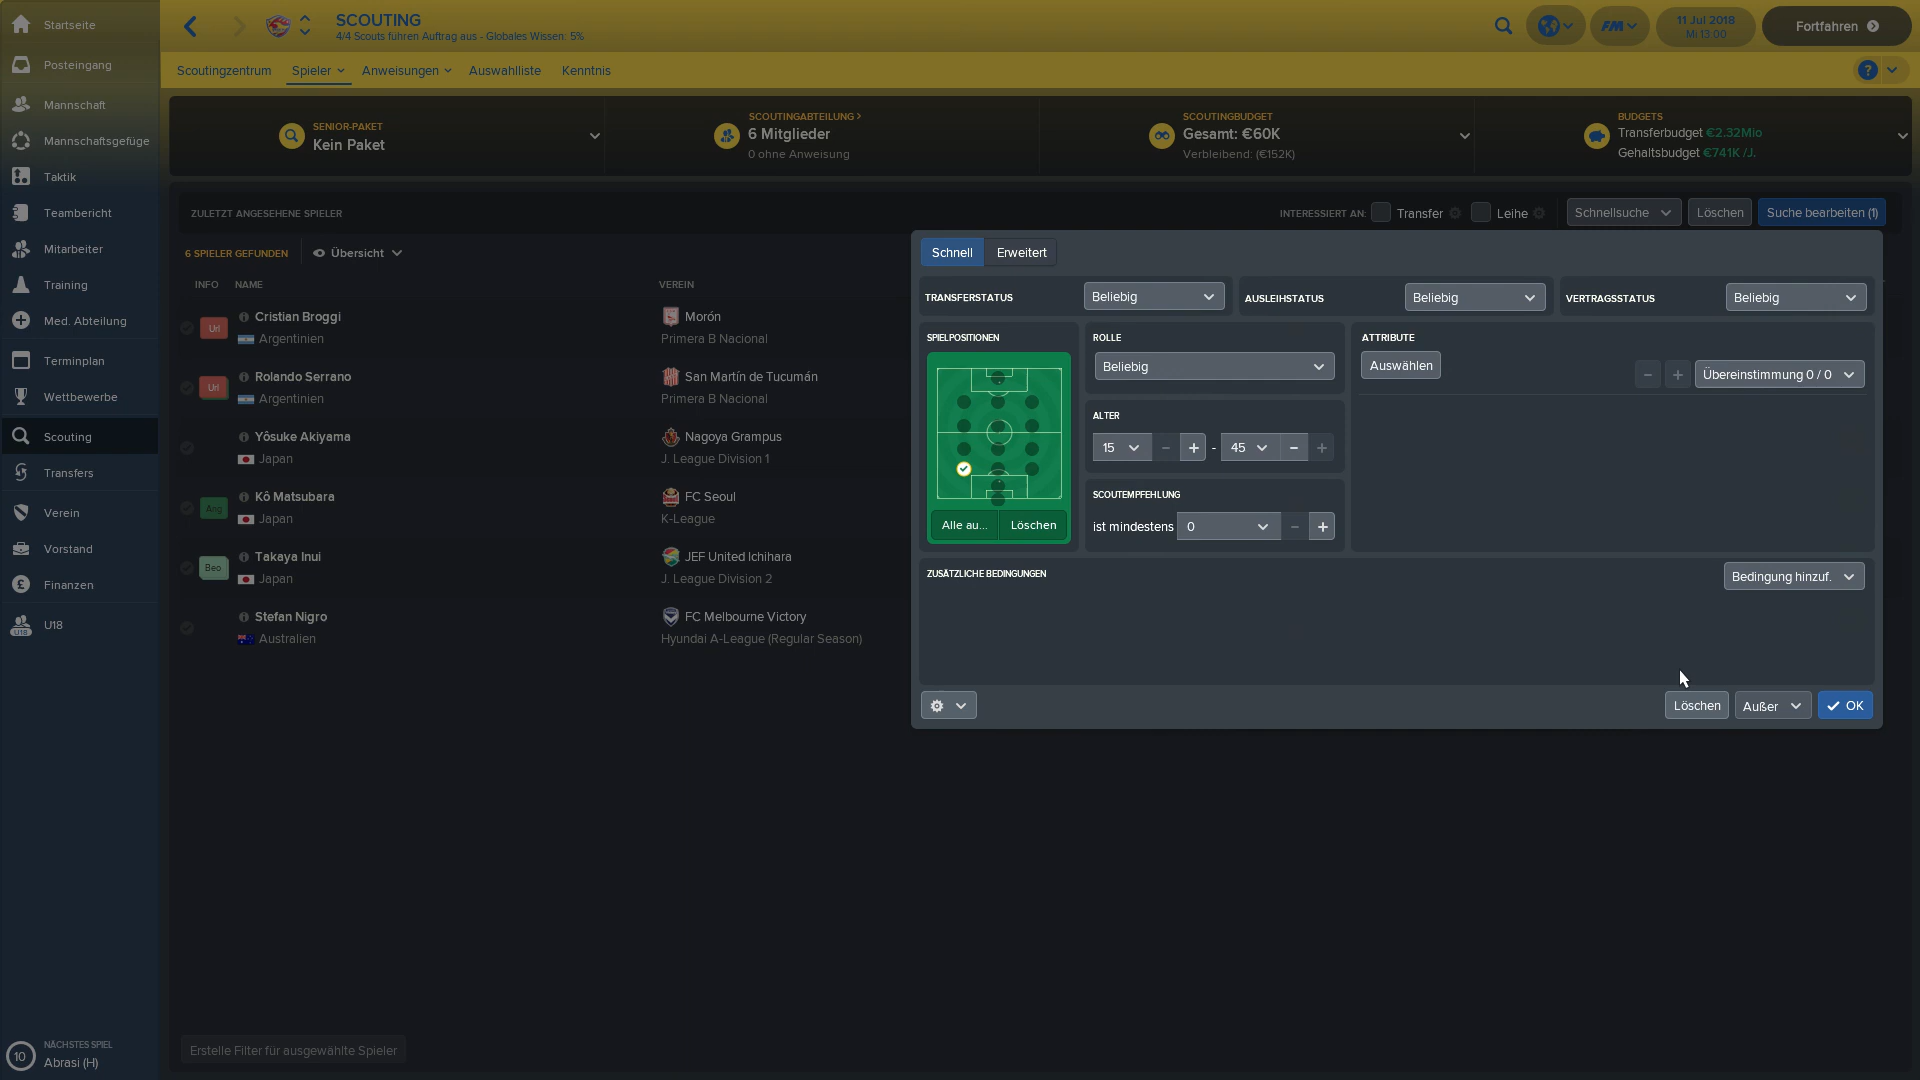 Startseite
Posteingang
Mannschaft
Mannschaftsgefüge
Taktik
Teambericht
Mitarbeiter
Training
Med. Abteilung
Terminplan
Wettbewerbe
Scouting
Transfers
Verein
Vorstand
Finanzen
U18
U18
10
NÄCHSTES SPIEL
Abrasi (H)
SCOUTING
4/4 Scouts führen Auftrag aus - Globales Wissen: 5%
FM
11 Jul 2018
Mi 13:00
Fortfahren
Scoutingzentrum Spieler Anweisungen Auswahlliste Kenntnis
?
SENIOR-PAKET
Kein Paket
SCOUTINGABTEILUNG >
6 Mitglieder
0 ohne Anweisung
SCOUTINGBUDGET
Gesamt: €60K
Verbleibend: (€152K)
BUDGETS
Transferbudget €2.32Mio
Gehaltsbudget €741K /J.
ZULETZT ANGESEHENE SPIELER
INTERESSIERT AN: Transfer Leihe
Schnellsuche Löschen Suche bearbeiten (1)
6 SPIELER GEFUNDEN Übersicht
INFO NAME VEREIN
Url Cristian Broggi Morón
Argentinien Primera B Nacional
Url Rolando Serrano San Martín de Tucumán
Argentinien Primera B Nacional
Yôsuke Akiyama Nagoya Grampus
Japan J. League Division 1
Ang Kô Matsubara FC Seoul
Japan K-League
Beo Takaya Inui JEF United Ichihara
Japan J. League Division 2
Stefan Nigro FC Melbourne Victory
Australien Hyundai A-League (Regular Season)
Erstelle Filter für ausgewählte Spieler
Schnell Erweitert
TRANSFERSTATUS Beliebig AUSLEIHSTATUS Beliebig VERTRAGSSTATUS Beliebig
SPIELPOSITIONEN
Alle au... Löschen
ROLLE
Beliebig
ALTER
15 - + - 45 - +
SCOUTEMPFEHLUNG
ist mindestens 0 - +
ATTRIBUTE
Auswählen
- + Übereinstimmung 0 / 0
ZUSÄTZLICHE BEDINGUNGEN Bedingung hinzuf.
Löschen Außer OK